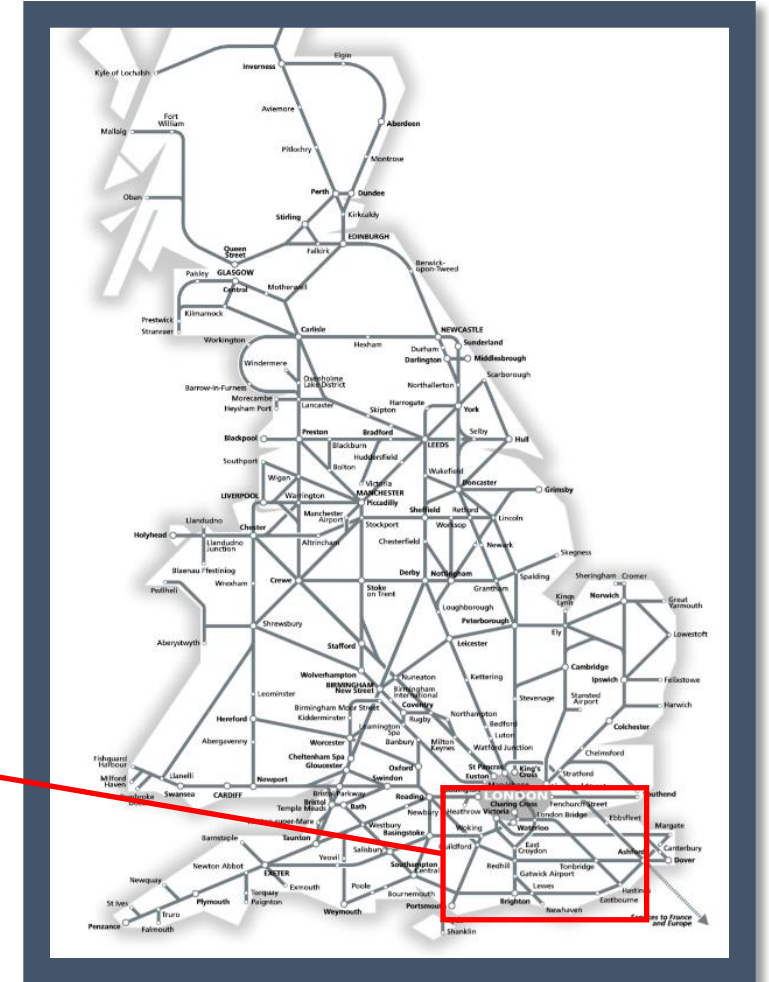 Elgin
Inverness
Kyle of Lochalsh
Aviemore
Fort
William
Mallaig
Aberdeen
Pitlochry
Montrose
Perth
Dundee
Oban
Stirling
Kirkcaldy
EDINBURGH
Queen
Street
Falkirk
Berwick-
upon-Tweed
Paisley
GLASGOW
Central
Motherwell
Kilmarnock
Prestwick
Stranraer
Carlisle
NEWCASTLE
Workington
Hexham
Sunderland
Durham
Darlington
Middlesbrough
Windermere
Scarborough
Oxenholme
Lake District
Northallerton
Barrow-in-Furness
Morecambe
Heysham Port
Lancaster
Harrogate
York
Skipton
Blackpool
Preston
Bradford
Selby
Hull
Blackburn
LEEDS
Huddersfield
Southport
Bolton
Wakefield
Wigan
Victoria
Doncaster
MANCHESTER
Piccadilly
Grimsby
LIVERPOOL
Warrington
Manchester
Airport
Sheffield
Retford
Llandudno
Stockport
Worksop
Lincoln
Holyhead
Chester
Llandudno
Junction
Altrincham
Chesterfield
Newark
Skegness
Blaenau Ffestiniog
Derby
Nottingham
Spalding
Sheringham
Cromer
Pwllheli
Wrexham
Crewe
Stoke
on Trent
Grantham
Kings
Lynn
Norwich
Great
Yarmouth
Loughborough
Peterborough
Shrewsbury
Ely
Lowestoft
Aberystwyth
Stafford
Leicester
Wolverhampton
Cambridge
BIRMINGHAM
New Street
Nuneaton
Kettering
Ipswich
Felixstowe
Leominster
Birmingham
International
Stevenage
Stansted
Airport
Harwich
Birmingham Moor Street
Coventry
Kidderminster
Rugby
Northampton
Hereford
Leamington
Spa
Bedford
Colchester
Worcester
Milton
Keynes
Luton
Abergavenny
Banbury
Watford Junction
Chelmsford
Cheltenham Spa
Gloucester
Oxford
St Pancras
King's
Cross
Fishguard
Harbour
Euston
Stratford
Milford
Haven
Llanelli
Newport
Swindon
Swansea
CARDIFF
Bristol Parkway
Reading
LONDON
Southend
Bristol
Temple Meads
Bath
Newbury
Charing Cross
Fenchurch Street
Heathrow
Victoria
London Bridge
Ebbsfleet
Westbury
Woking
Waterloo
Margate
Barnstaple
Taunton
Basingstoke
Guildford
East
Croydon
Canterbury
Salisbury
Ashford
Newton Abbot
Yeovil
Redhill
Tonbridge
Dover
EXETER
Southampton
Central
Gatwick Airport
Newquay
Exmouth
Poole
Lewes
Hastings
St Ives
Plymouth
Torquay
Paignton
Bournemouth
Brighton
Eastbourne
Truro
Weymouth
Portsmouth
Newhaven
Penzance
Falmouth
Services to France
and Europe
Shanklin